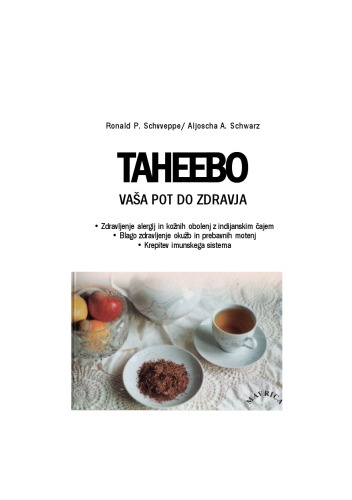 Ronald P. Schweppe/ Aljoscha A. Schwarz
TAHEEBO
VAŠA POT DO ZDRAVJA
• Zdravljenje alergij in kožnih obolenj z indijanskim čajem
• Blago zdravljenje okužb in prebavnih motenj
• Krepitev imunskega sistema
MAVRICA